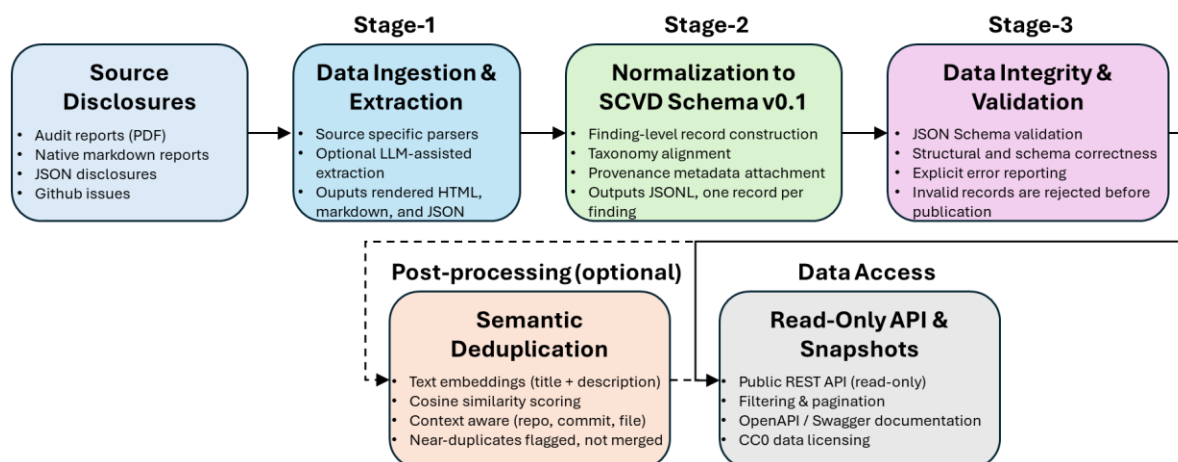 Stage-1
Stage-2
Stage-3
Source
Disclosures
• Audit reports (PDF)
• Native markdown reports
• JSON disclosures
• Github issues
Data Ingestion &
Extraction
• Source specific parsers
• Optional LLM-assisted
extraction
• Ouputs rendered HTML,
markdown, and JSON
Normalization to
SCVD Schema v0.1
• Finding-level record construction
• Taxonomy alignment
• Provenance metadata attachment
• Outputs JSONL, one record per
finding
Data Integrity &
Validation
• JSON Schema validation
• Structural and schema correctness
• Explicit error reporting
• Invalid records are rejected before
publication
Post-processing (optional)
Semantic
Deduplication
• Text embeddings (title + description)
• Cosine similarity scoring
• Context aware (repo, commit, file)
• Near-duplicates flagged, not merged
Data Access
Read-Only API &
Snapshots
• Public REST API (read-only)
• Filtering & pagination
• OpenAPI / Swagger documentation
• CC0 data licensing